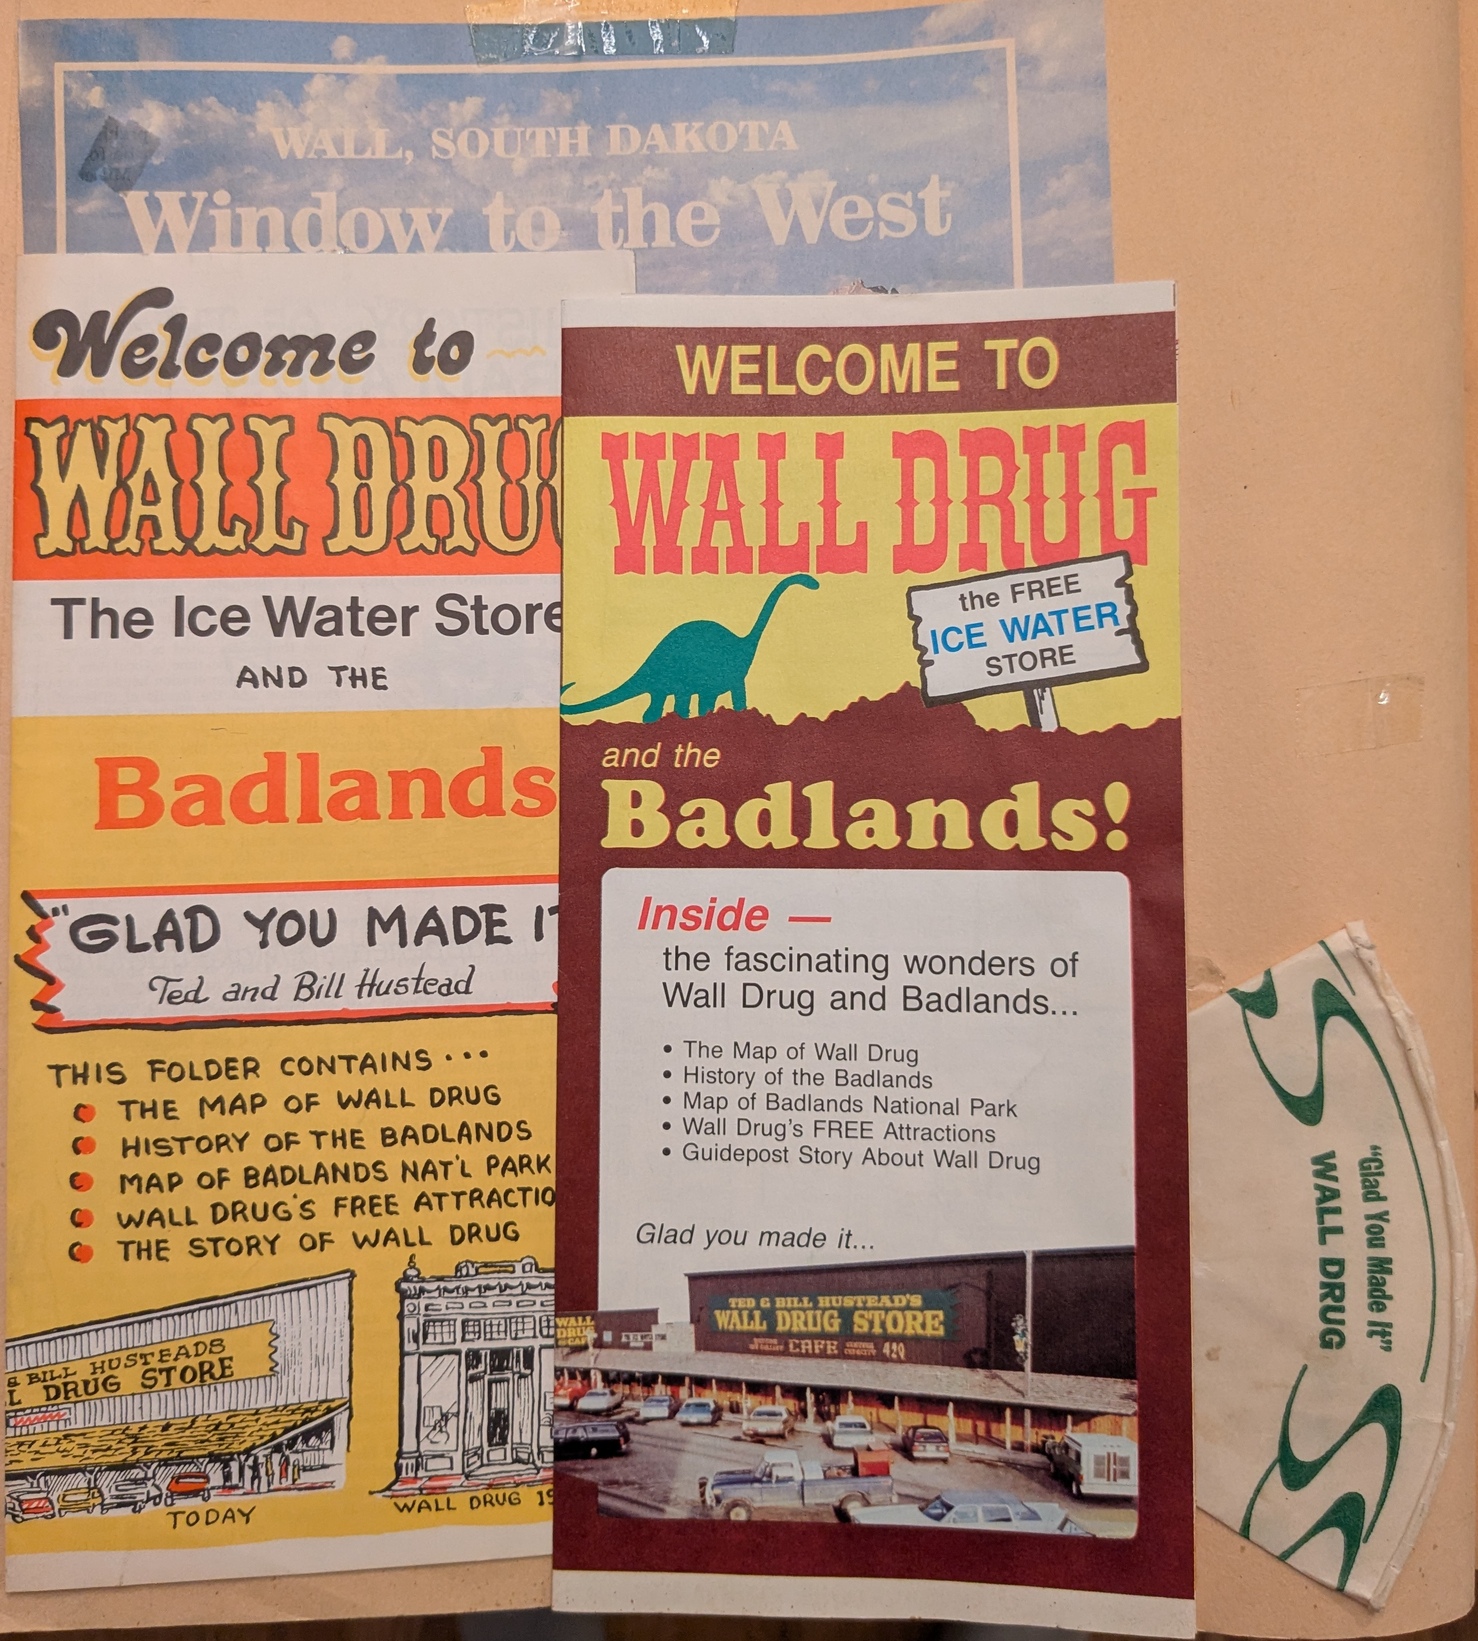 WALL, SOUTH DAKOTA
Window to the West
Welcome to
WALL DRUG
The Ice Water Store
AND THE
Badlands
"GLAD YOU MADE IT
Ted and Bill Hustead
THIS FOLDER CONTAINS...
THE MAP OF WALL DRUG
HISTORY OF THE BADLANDS
MAP OF BADLANDS NAT'L PARK
WALL DRUG'S FREE ATTRACTIO
THE STORY OF WALL DRUG
& BILL HUSTEADS
L DRUG STORE
TODAY
WALL DRUG 19
WELCOME TO
WALL DRUG
the FREE
ICE WATER
STORE
and the
Badlands!
Inside —
the fascinating wonders of
Wall Drug and Badlands...
• The Map of Wall Drug
• History of the Badlands
• Map of Badlands National Park
• Wall Drug's FREE Attractions
• Guidepost Story About Wall Drug
Glad you made it...
TED & BILL HUSTEAD'S
WALL DRUG STORE
CAFE
420
WALL
DRUG
"Glad You Made It"
WALL DRUG